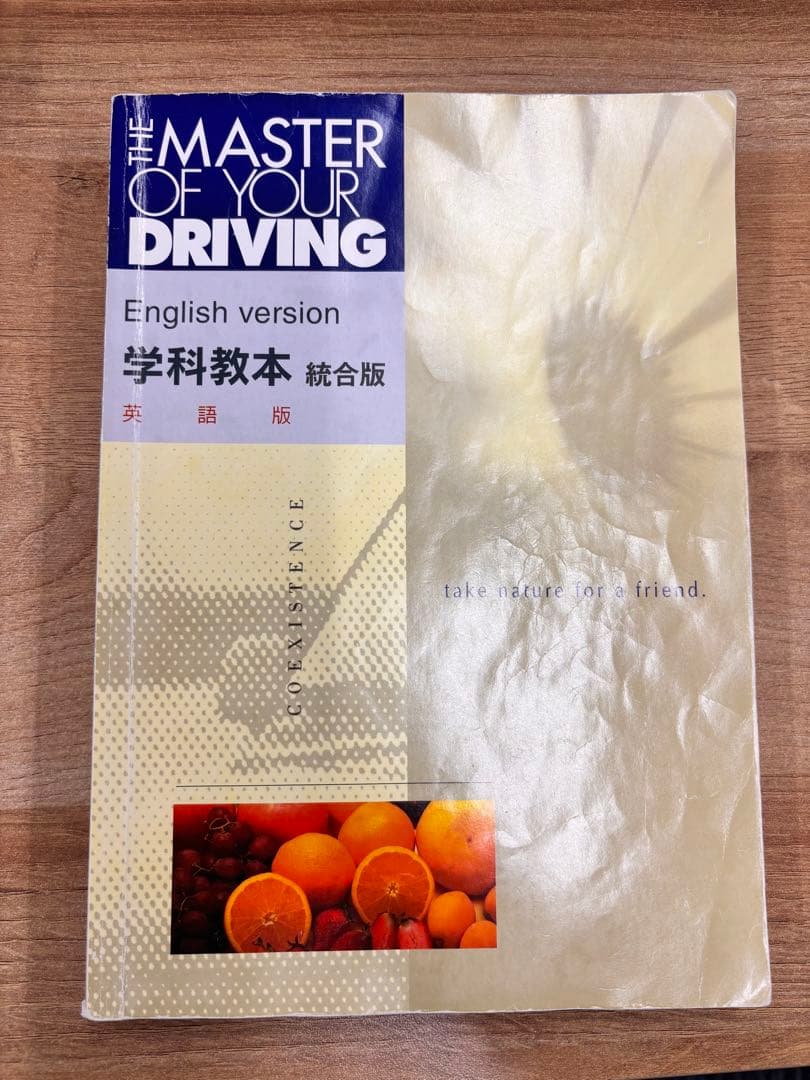 THE MASTER
OF YOUR
DRIVING
English version
学科教本 統合版
英語版
COEXISTENCE
take nature for a friend.